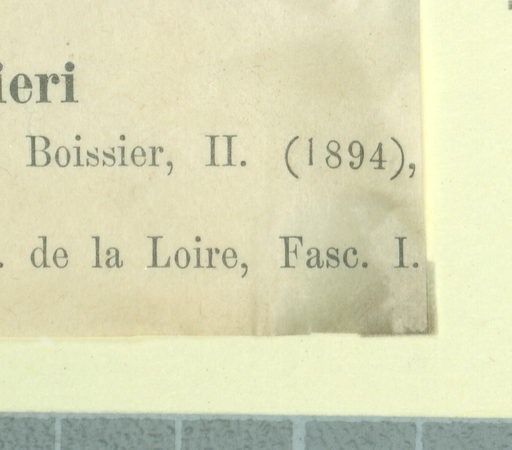 ieri
Boissier, II. (1894),
. de la Loire, Fasc. I.